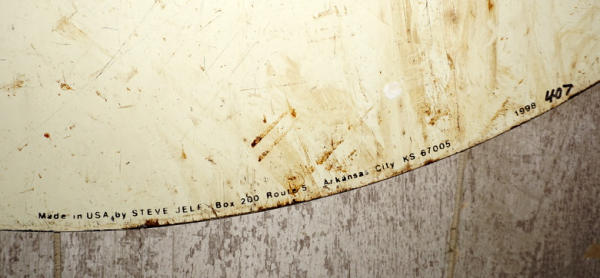 Made in USA by STEVE JELF Box 200 Route 5 Arkansas City KS 67005 1998 407